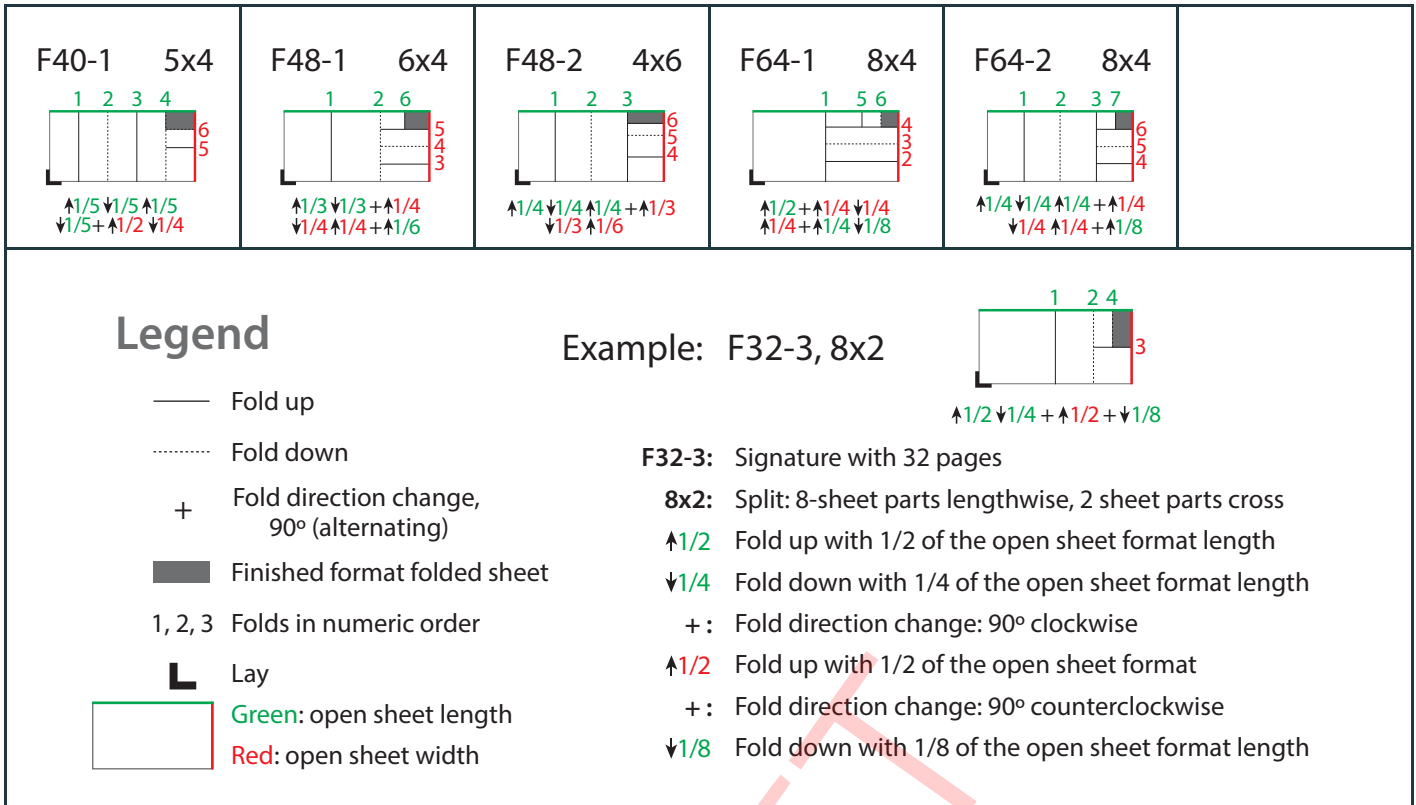 F40-1 5x4
1 2 3 4
6
5
↑1/5 ↓1/5 ↑1/5
↓1/5+ ↑1/2 ↓1/4
F48-1 6x4
1 2 6
5
4
3
↑1/3 ↓1/3 + ↑1/4
↓1/4 ↑1/4 + ↑1/6
F48-2 4x6
1 2 3
6
5
4
↑1/4 ↓1/4 ↑1/4 + ↑1/3
↓1/3 ↑1/6
F64-1 8x4
1 5 6
4
3
2
↑1/2 + ↑1/4 ↓1/4
↑1/4 + ↑1/4 ↓1/8
F64-2 8x4
1 2 3 7
6
5
4
↑1/4 ↓1/4 ↑1/4 + ↑1/4
↓1/4 ↑1/4 + ↑1/8
Legend
Fold up
Fold down
+ Fold direction change,
90º (alternating)
Finished format folded sheet
1, 2, 3 Folds in numeric order
Lay
Green: open sheet length
Red: open sheet width
Example: F32-3, 8x2
1 2 4
3
↑1/2 ↓1/4 + ↑1/2 + ↓1/8
F32-3: Signature with 32 pages
8x2: Split: 8-sheet parts lengthwise, 2 sheet parts cross
↑1/2 Fold up with 1/2 of the open sheet format length
↓1/4 Fold down with 1/4 of the open sheet format length
+ : Fold direction change: 90º clockwise
↑1/2 Fold up with 1/2 of the open sheet format
+ : Fold direction change: 90º counterclockwise
↓1/8 Fold down with 1/8 of the open sheet format length